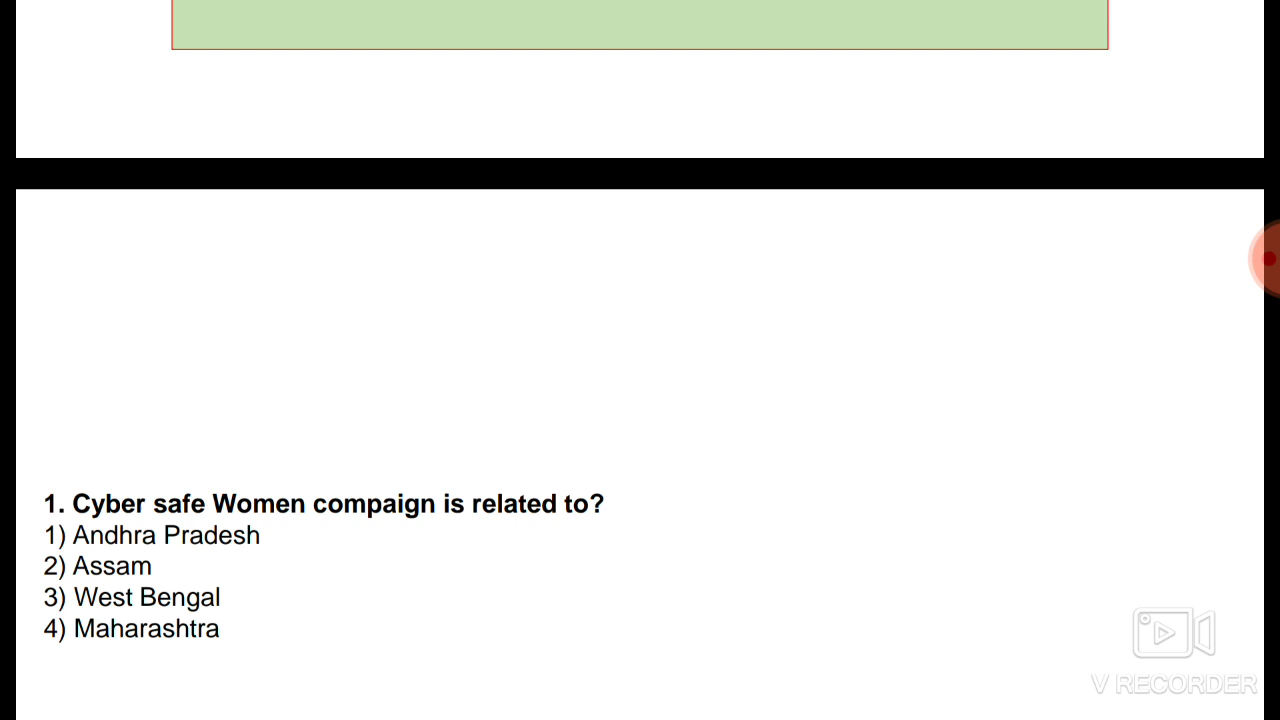 1. Cyber safe Women compaign is related to?
1) Andhra Pradesh
2) Assam
3) West Bengal
4) Maharashtra
V RECORDER